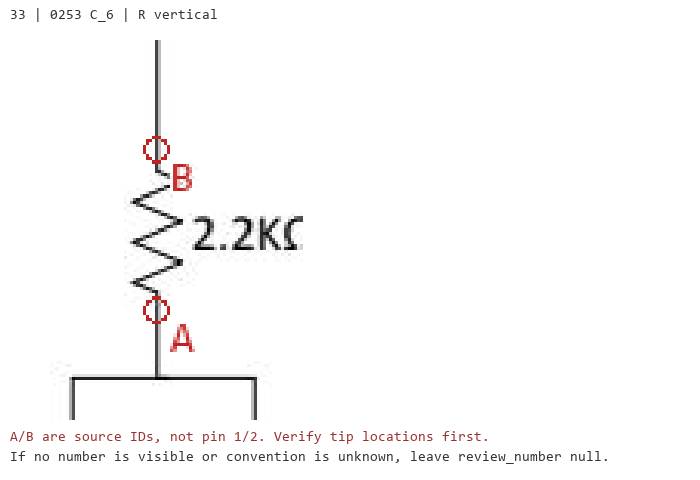 33 | 0253 C_6 | R vertical
B
2.2KΩ
A
A/B are source IDs, not pin 1/2. Verify tip locations first.
If no number is visible or convention is unknown, leave review_number null.